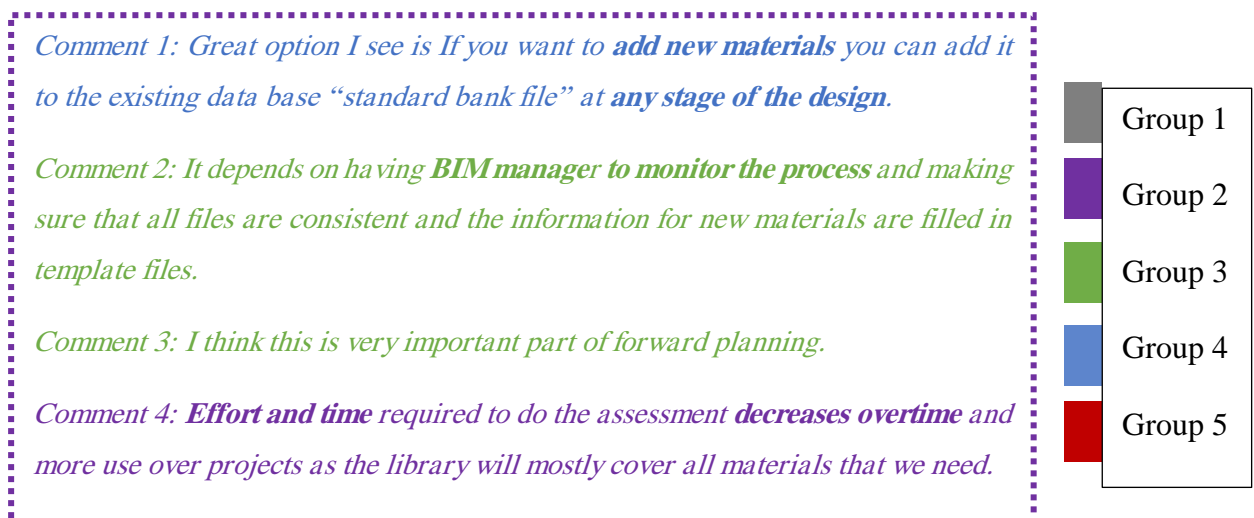 Comment 1: Great option I see is If you want to add new materials you can add it
to the existing data base “standard bank file” at any stage of the design.
Comment 2: It depends on having BIM manager to monitor the process and making
sure that all files are consistent and the information for new materials are filled in
template files.
Comment 3: I think this is very important part of forward planning.
Comment 4: Effort and time required to do the assessment decreases overtime and
more use over projects as the library will mostly cover all materials that we need.
Group 1
Group 2
Group 3
Group 4
Group 5